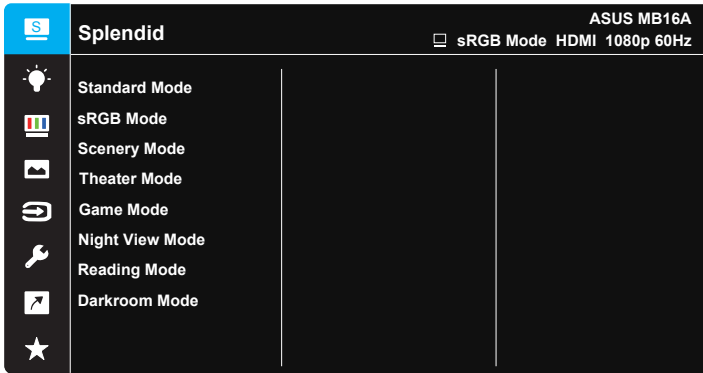 S
Splendid
ASUS MB16A
sRGB Mode HDMI 1080p 60Hz
Standard Mode
sRGB Mode
Scenery Mode
Theater Mode
Game Mode
Night View Mode
Reading Mode
Darkroom Mode